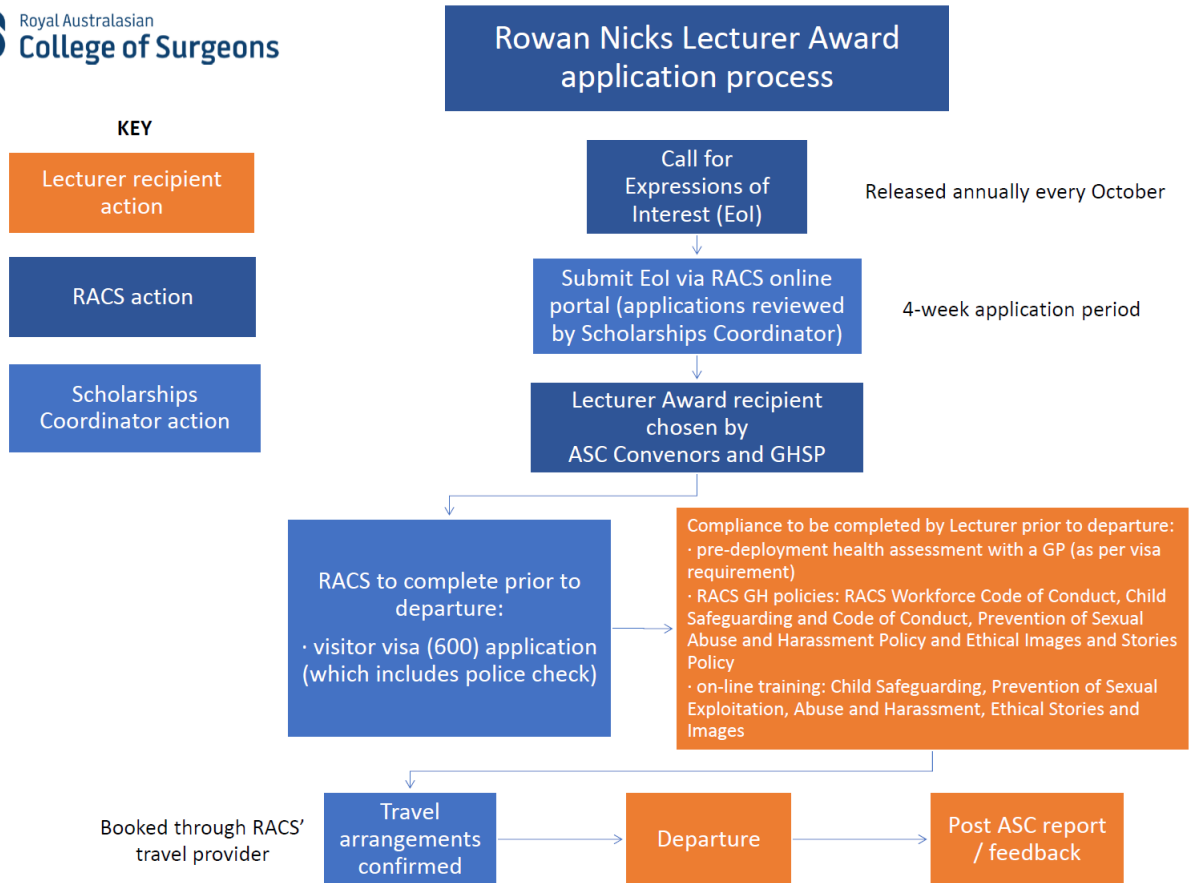 Royal Australasian
College of Surgeons
Rowan Nicks Lecturer Award
application process
KEY
Lecturer recipient
action
RACS action
Scholarships
Coordinator action
Call for
Expressions of
Interest (EoI)
Released annually every October
Submit EoI via RACS online
portal (applications reviewed
by Scholarships Coordinator)
4-week application period
Lecturer Award recipient
chosen by
ASC Convenors and GHSP
RACS to complete prior to
departure:
· visitor visa (600) application
(which includes police check)
Compliance to be completed by Lecturer prior to departure:
· pre-deployment health assessment with a GP (as per visa
requirement)
· RACS GH policies: RACS Workforce Code of Conduct, Child
Safeguarding and Code of Conduct, Prevention of Sexual
Abuse and Harassment Policy and Ethical Images and Stories
Policy
· on-line training: Child Safeguarding, Prevention of Sexual
Exploitation, Abuse and Harassment, Ethical Stories and
Images
Booked through RACS’
travel provider
Travel
arrangements
confirmed
Departure
Post ASC report
/ feedback